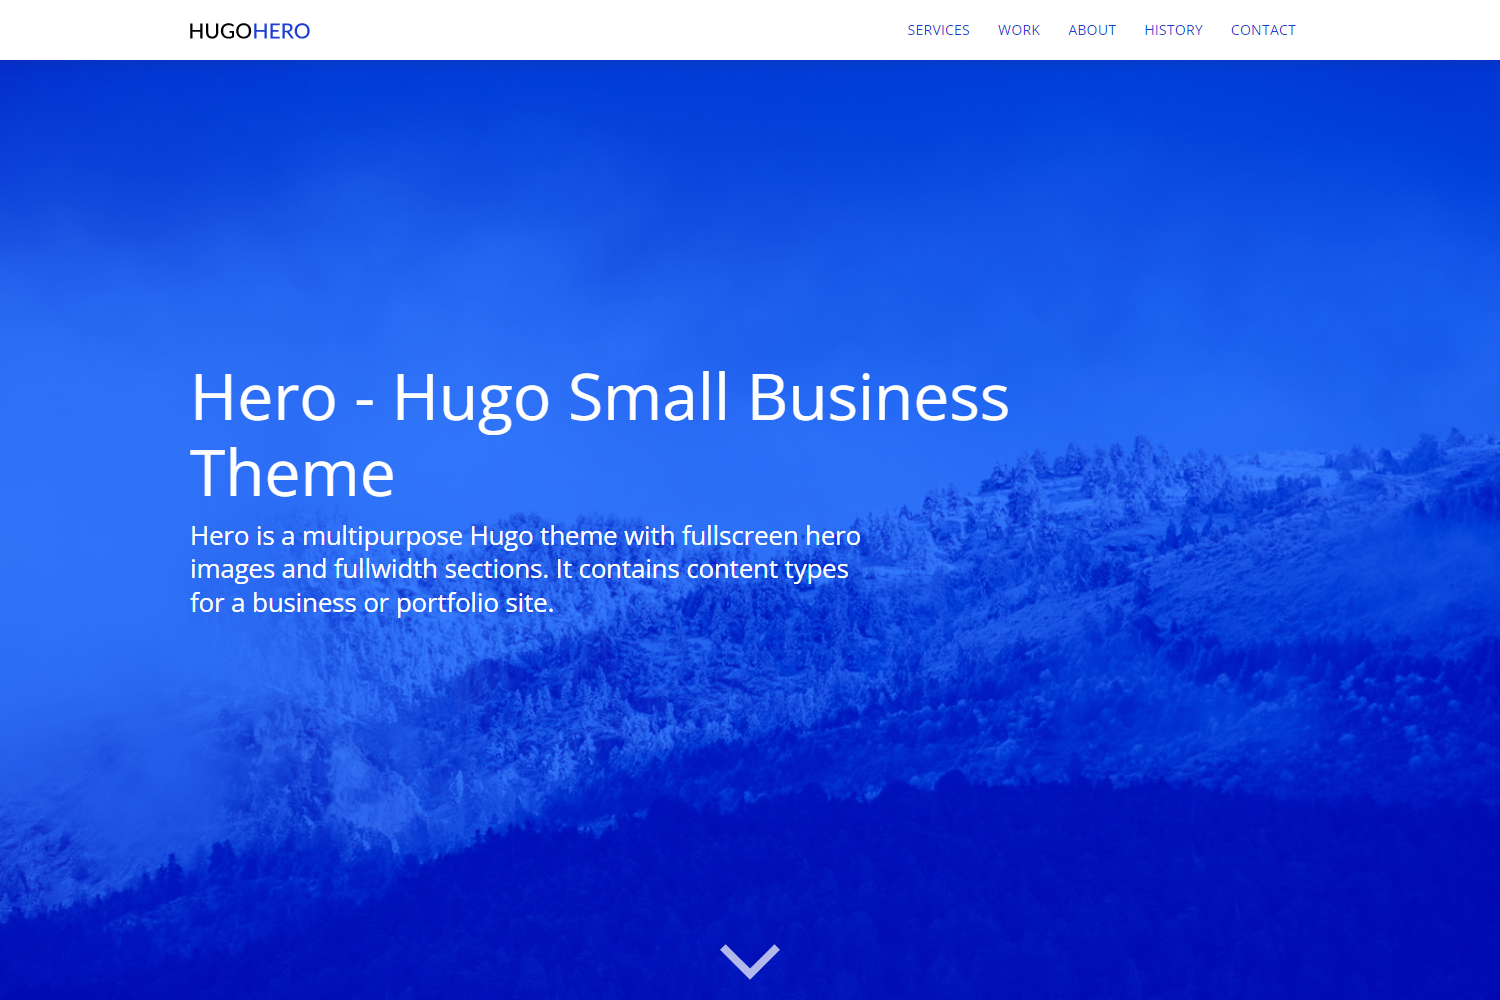 HUGOHERO
SERVICES WORK ABOUT HISTORY CONTACT
Hero - Hugo Small Business
Theme
Hero is a multipurpose Hugo theme with fullscreen hero
images and fullwidth sections. It contains content types
for a business or portfolio site.